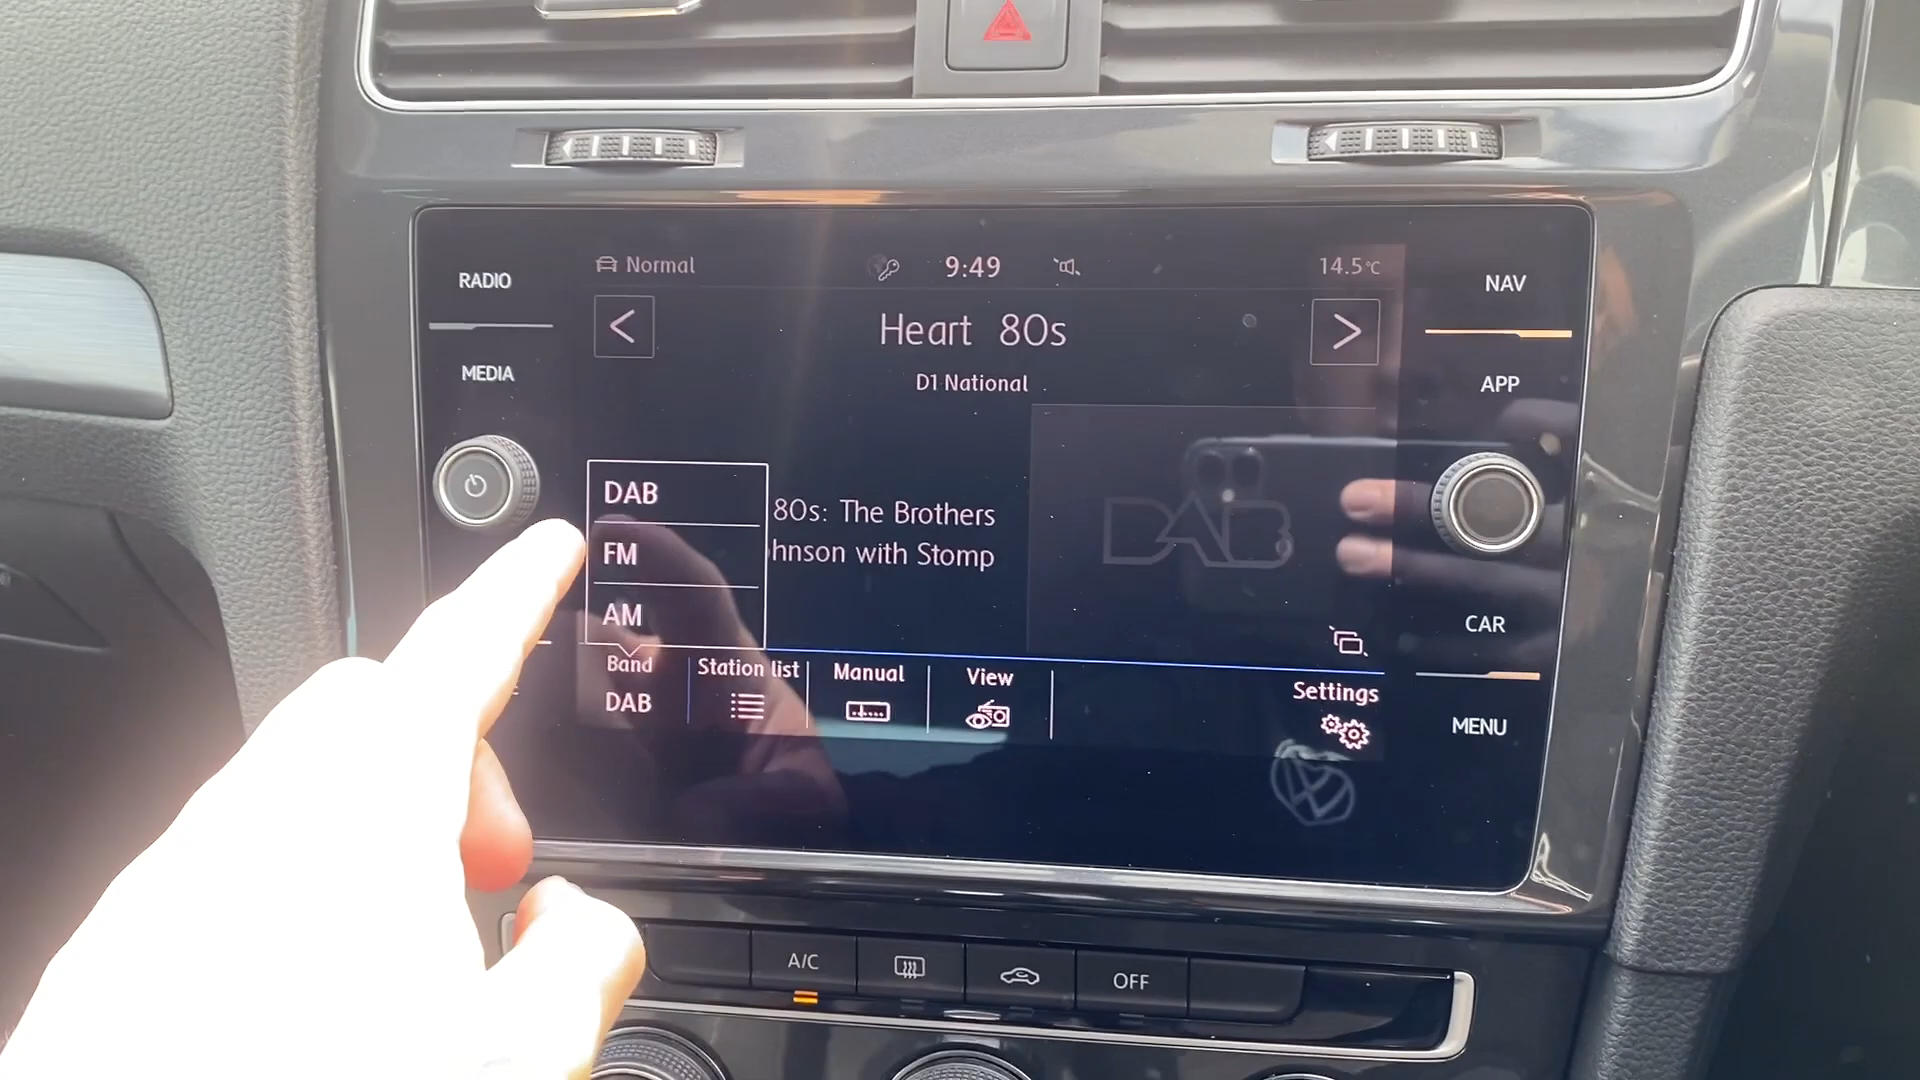 Normal
9:49
14.5°C
RADIO
NAV
Heart 80s
D1 National
MEDIA
APP
DAB
FM
AM
80s: The Brothers
hnson with Stomp
DAB
CAR
Band
DAB
Station list
Manual
View
Settings
MENU
A/C
OFF